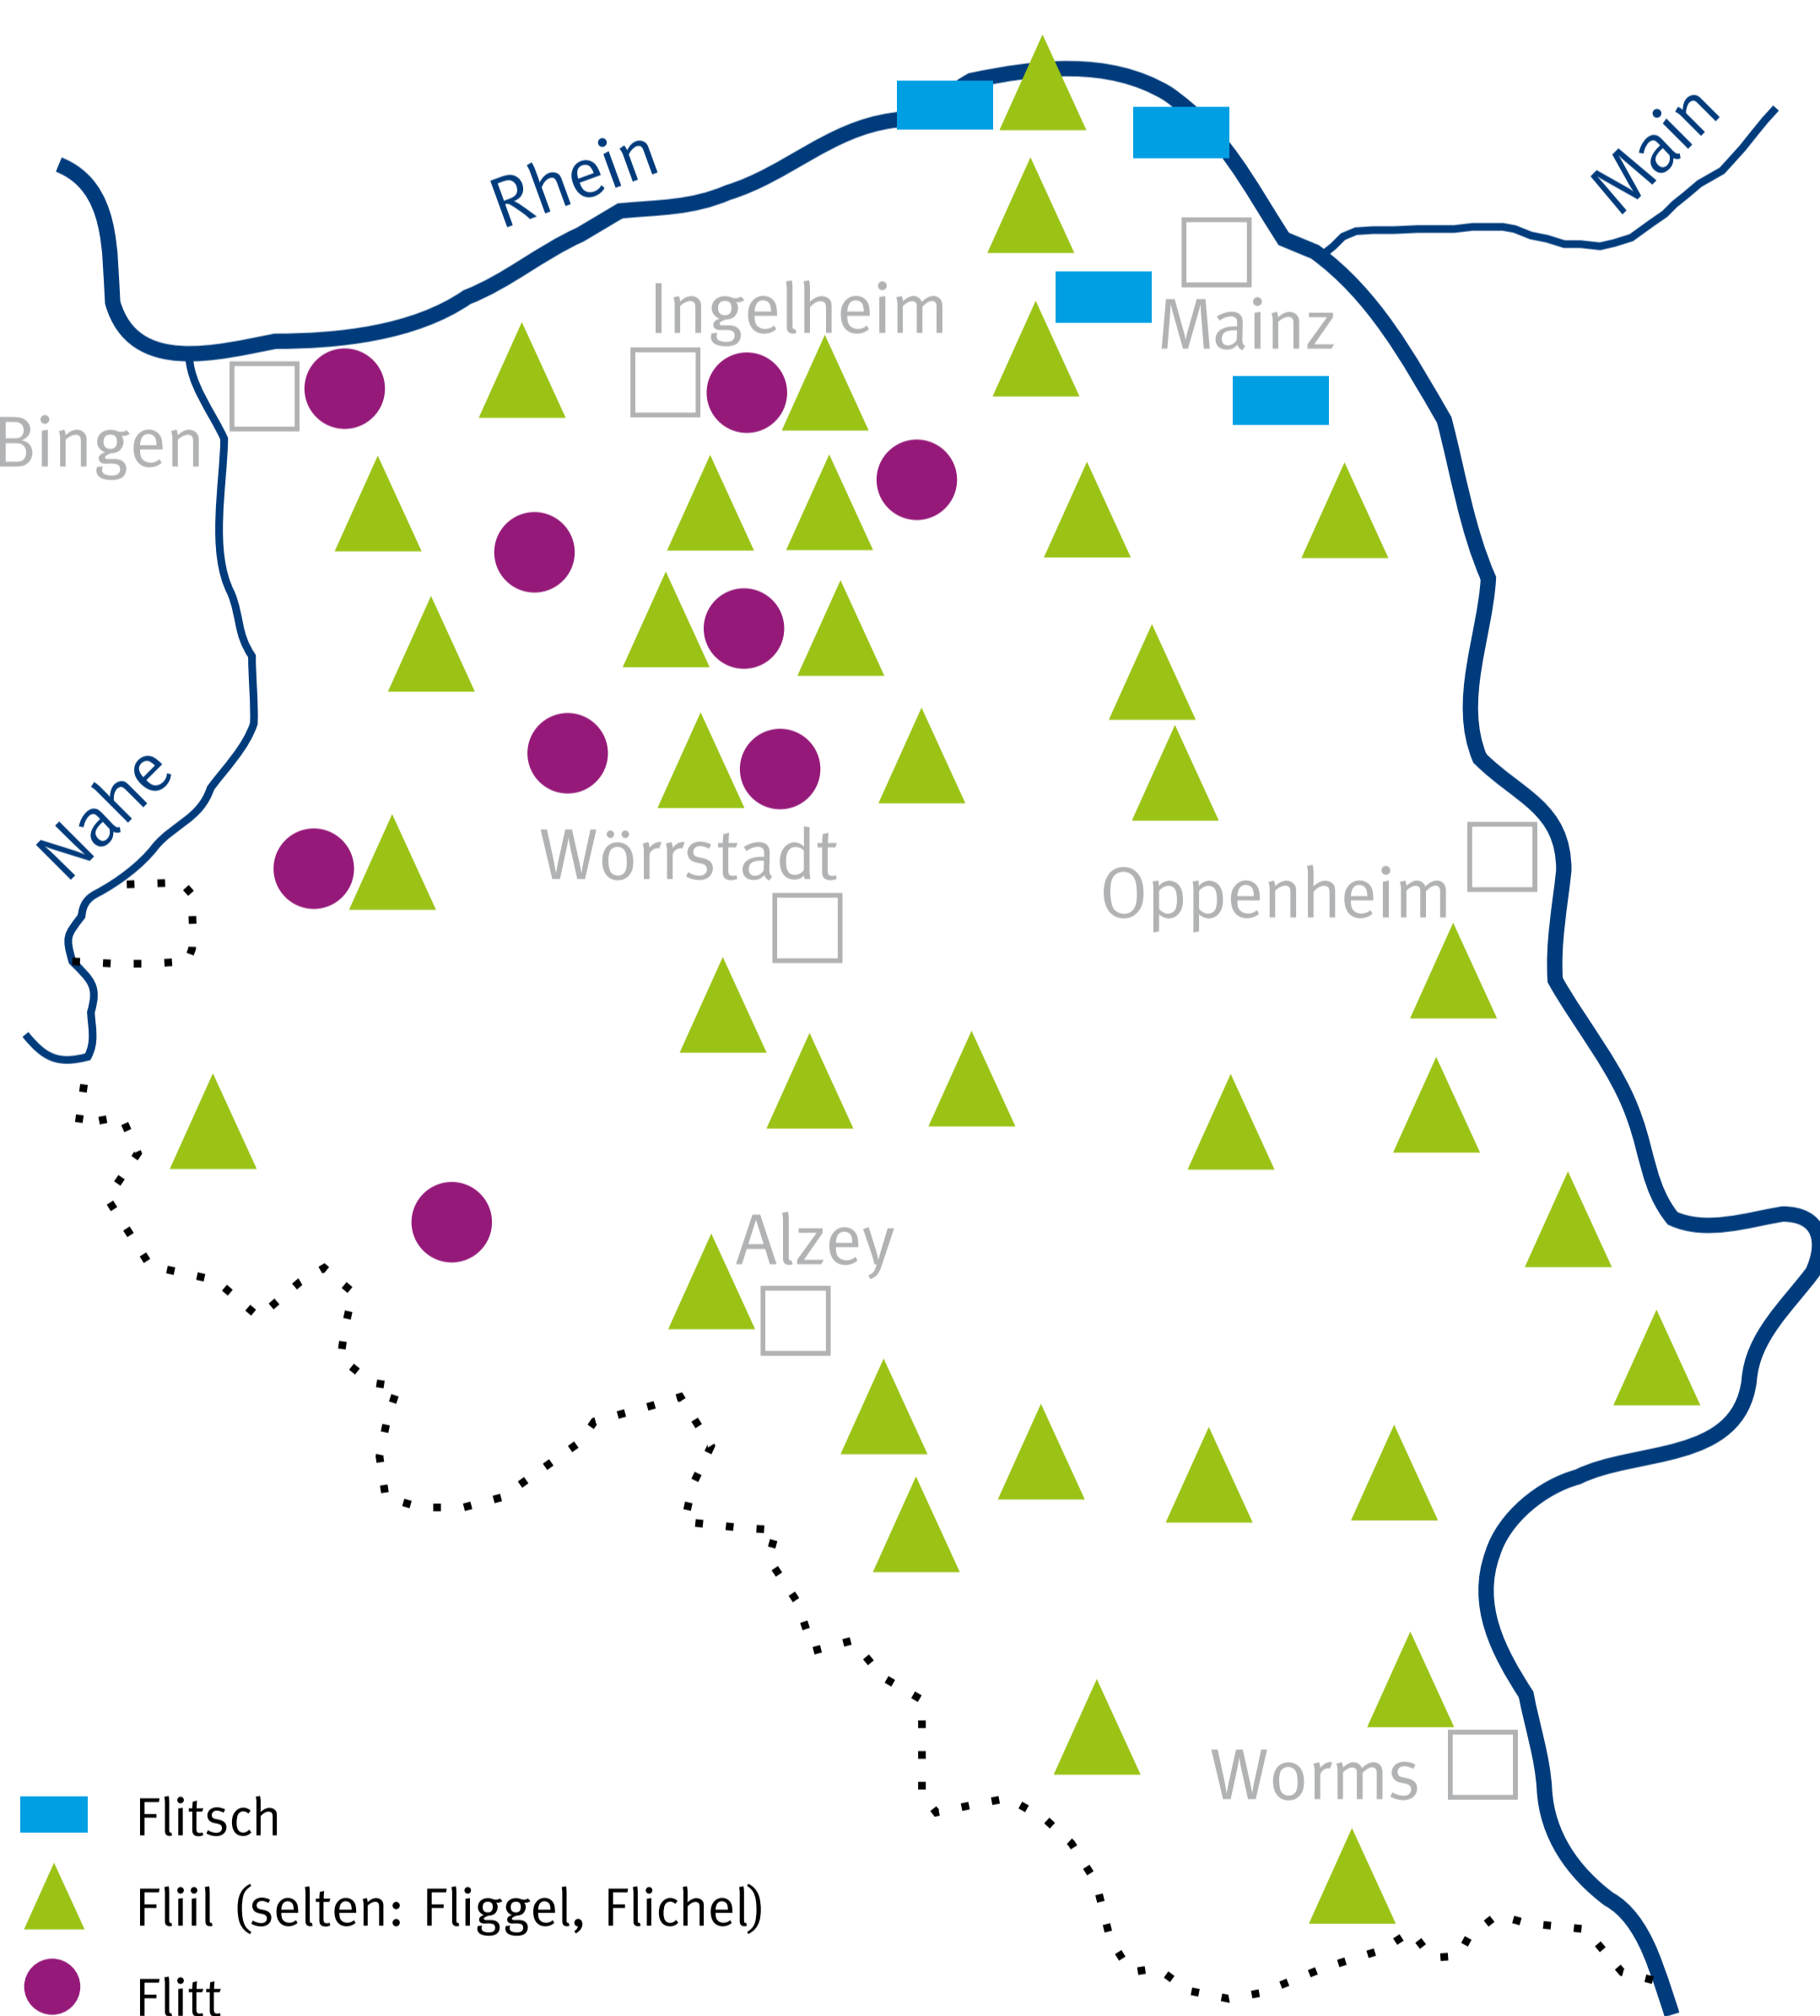 Rhein
Main
Ingelheim
Mainz
Bingen
Nahe
Wörrstadt
Oppenheim
Alzey
Worms
Flitsch
Fliil (selten: Fliggel, Flichel)
Flitt